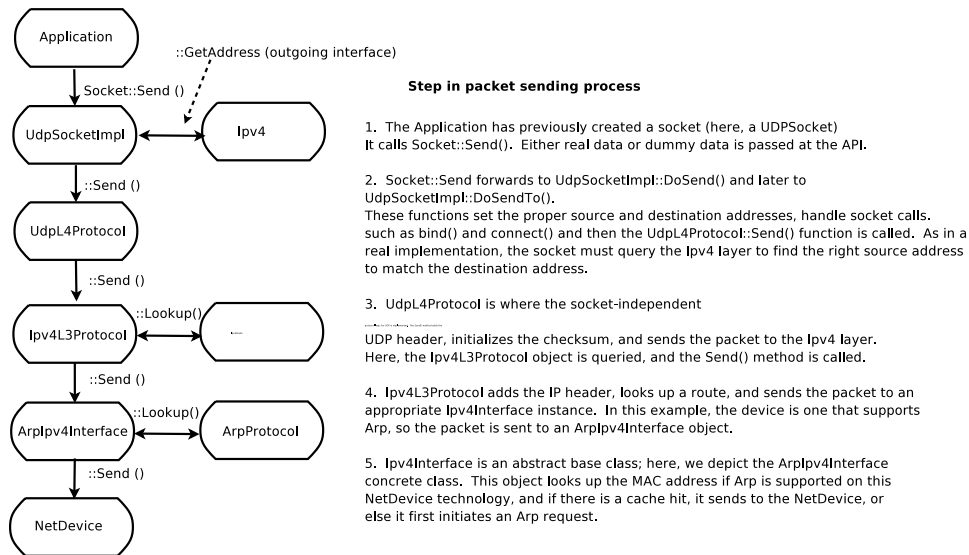 Application
::GetAddress (outgoing interface)
Socket::Send ()
UdpSocketImpl
Ipv4
::Send ()
UdpL4Protocol
::Send ()
::Lookup()
Ipv4L3Protocol
::Send ()
::Lookup()
ArpIpv4Interface
ArpProtocol
::Send ()
NetDevice
Step in packet sending process
1. The Application has previously created a socket (here, a UDPSocket)
It calls Socket::Send(). Either real data or dummy data is passed at the API.
2. Socket::Send forwards to UdpSocketImpl::DoSend() and later to
UdpSocketImpl::DoSendTo().
These functions set the proper source and destination addresses, handle socket calls.
such as bind() and connect() and then the UdpL4Protocol::Send() function is called. As in a
real implementation, the socket must query the Ipv4 layer to find the right source address
to match the destination address.
3. UdpL4Protocol is where the socket-independent
UDP header, initializes the checksum, and sends the packet to the Ipv4 layer.
Here, the Ipv4L3Protocol object is queried, and the Send() method is called.
4. Ipv4L3Protocol adds the IP header, looks up a route, and sends the packet to an
appropriate Ipv4Interface instance. In this example, the device is one that supports
Arp, so the packet is sent to an ArpIpv4Interface object.
5. Ipv4Interface is an abstract base class; here, we depict the ArpIpv4Interface
concrete class. This object looks up the MAC address if Arp is supported on this
NetDevice technology, and if there is a cache hit, it sends to the NetDevice, or
else it first initiates an Arp request.